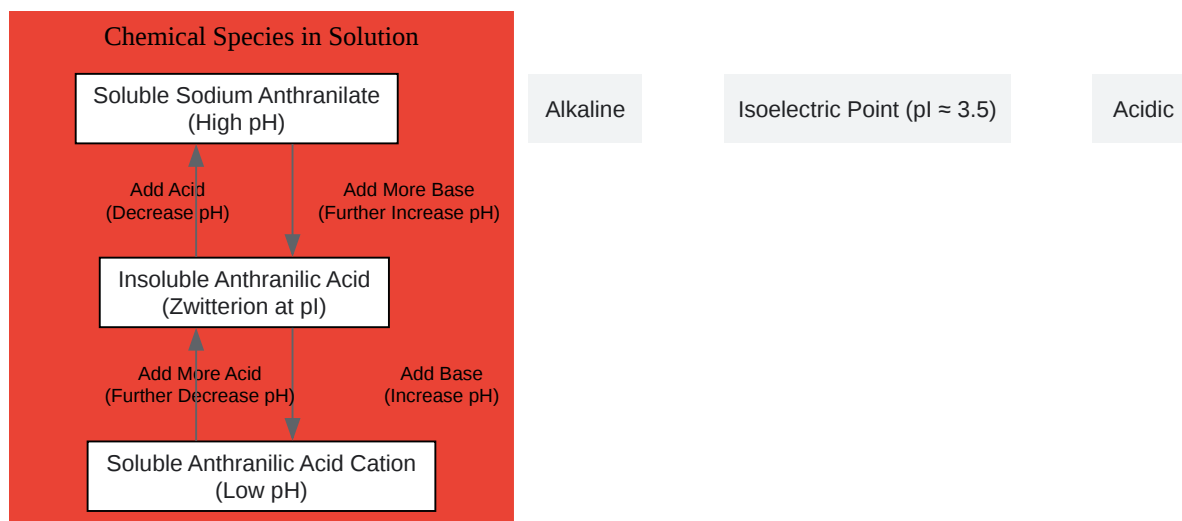 Chemical Species in Solution
Soluble Sodium Anthranilate
(High pH)
Alkaline
Isoelectric Point (pI ≈ 3.5)
Acidic
Add Acid
(Decrease pH)
Add More Base
(Further Increase pH)
Insoluble Anthranilic Acid
(Zwitterion at pI)
Add More Acid
(Further Decrease pH)
Add Base
(Increase pH)
Soluble Anthranilic Acid Cation
(Low pH)